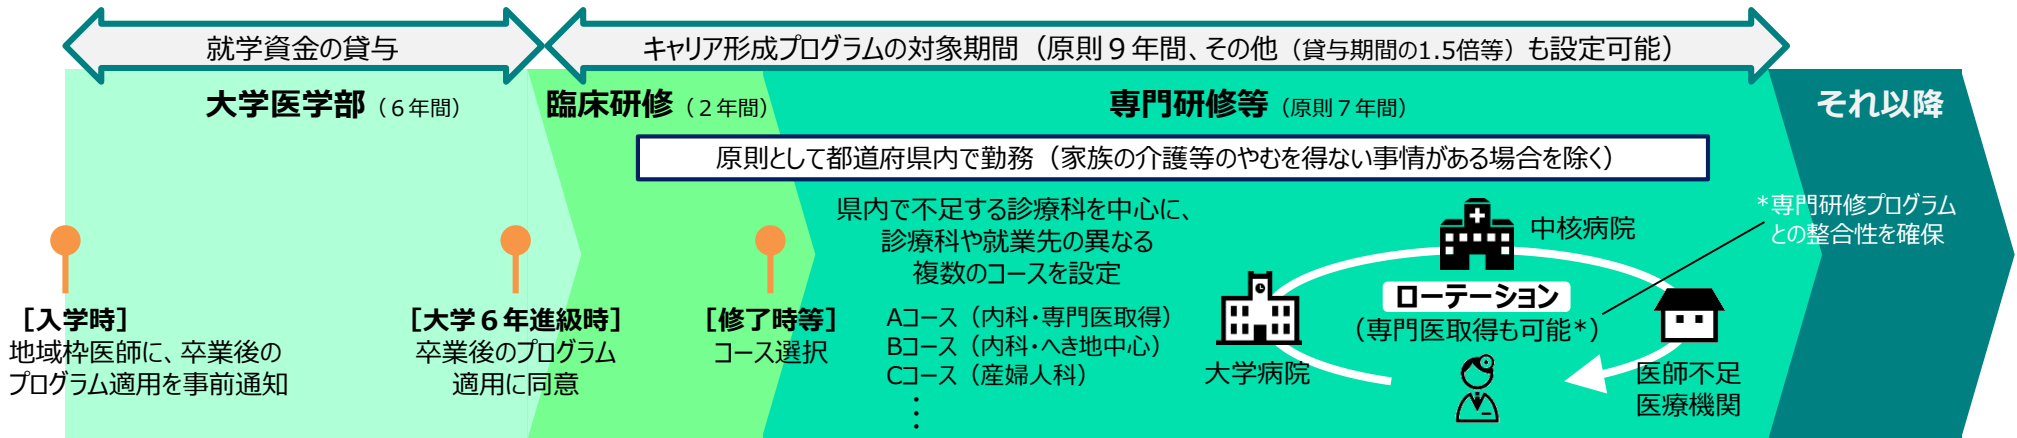 就学資金の貸与
キャリア形成プログラムの対象期間（原則９年間、その他（貸与期間の1.5倍等）も設定可能）
大学医学部（６年間）
臨床研修（２年間）
専門研修等（原則７年間）
それ以降
原則として都道府県内で勤務（家族の介護等のやむを得ない事情がある場合を除く）
［入学時］
地域枠医師に、卒業後の
プログラム適用を事前通知
［大学６年進級時］
卒業後のプログラム
適用に同意
［修了時等］
コース選択
県内で不足する診療科を中心に、
診療科や就業先の異なる
複数のコースを設定
Aコース（内科・専門医取得）
Bコース（内科・へき地中心）
Cコース（産婦人科）
・
・
・
中核病院
ローテーション
（専門医取得も可能*）
大学病院
医師不足
医療機関
*専門研修プログラム
との整合性を確保